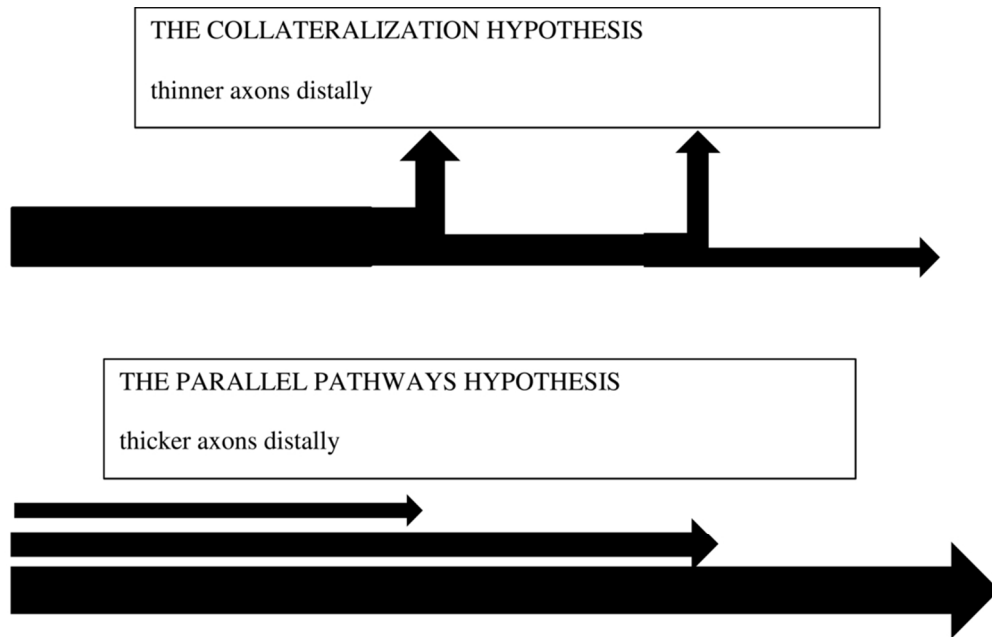 THE COLLATERALIZATION HYPOTHESIS
thinner axons distally
THE PARALLEL PATHWAYS HYPOTHESIS
thicker axons distally